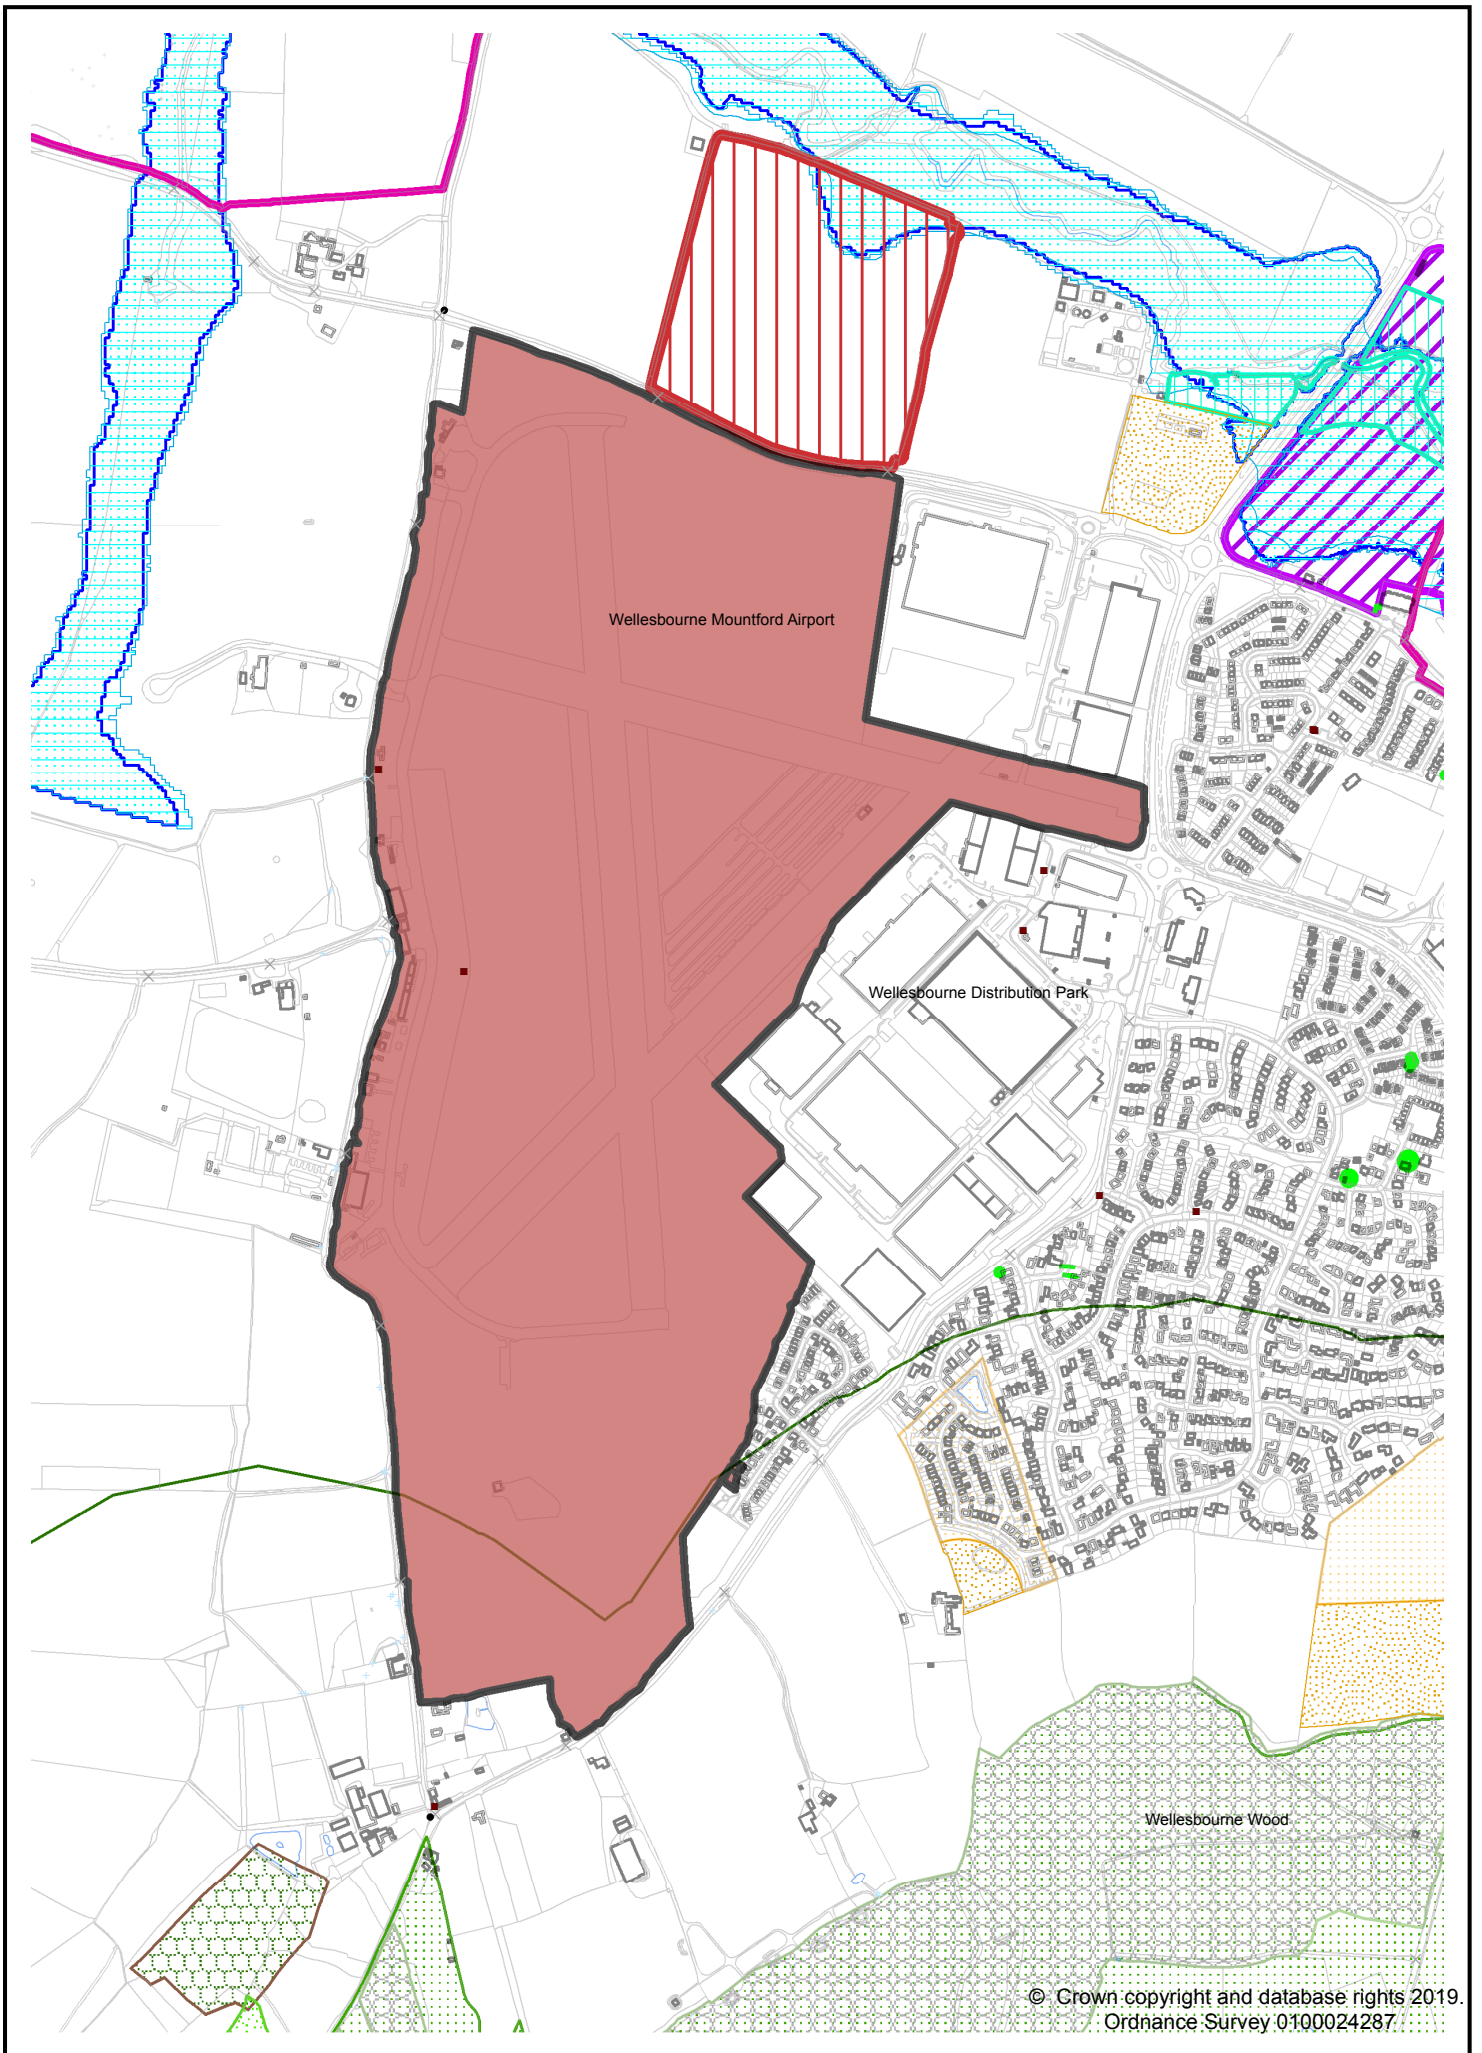 Wellesbourne Mountford Airport
Wellesbourne Distribution Park
Wellesbourne Wood
© Crown copyright and database rights 2019.
Ordnance Survey 0100024287